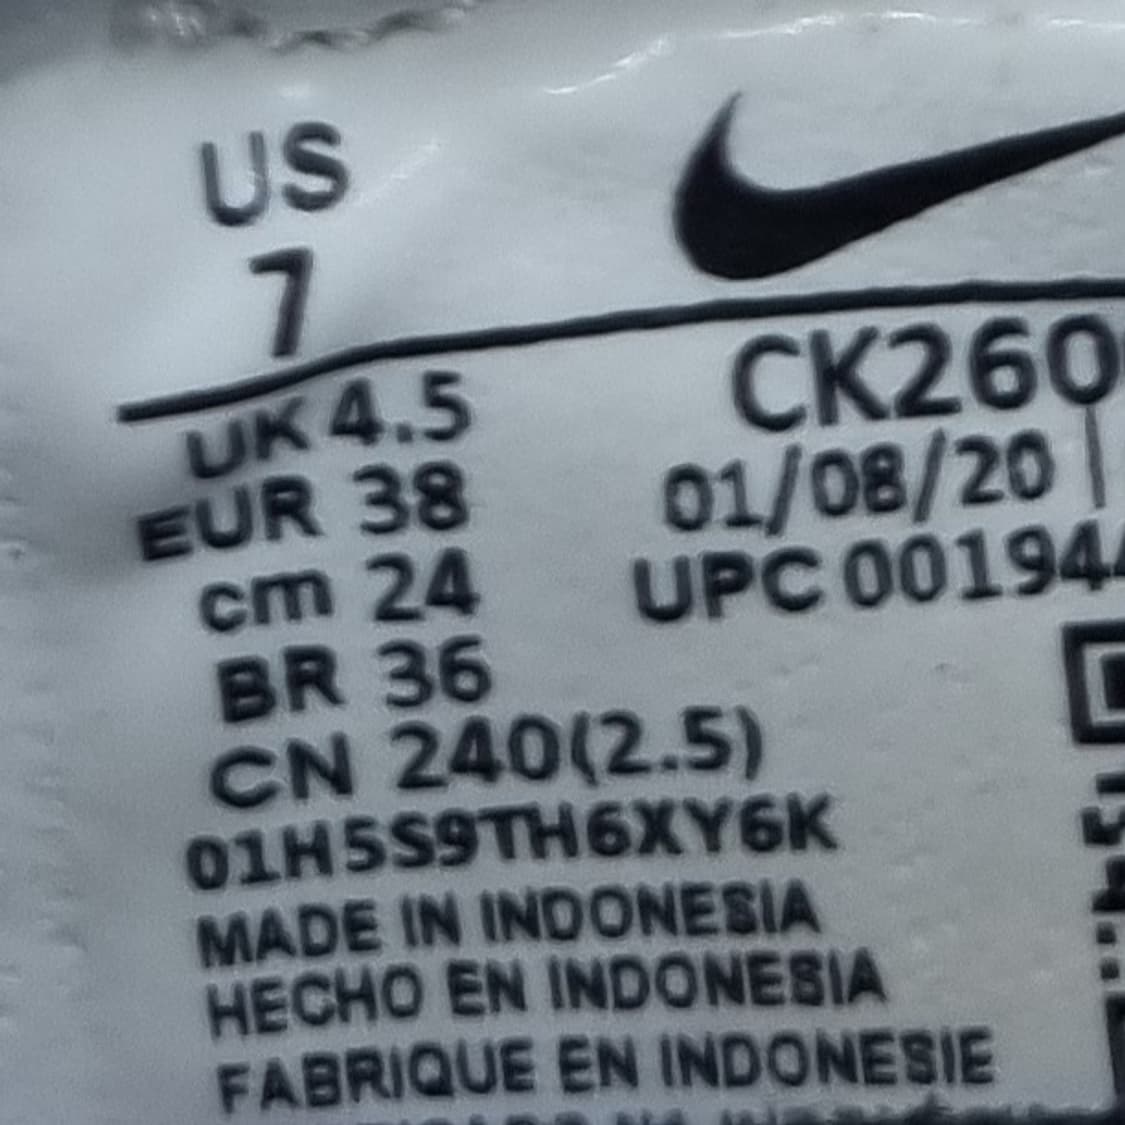 US
7
UK 4.5
EUR 38
cm 24
BR 36
CN 240(2.5)
01H5S9TH6XY6K
MADE IN INDONESIA
HECHO EN INDONESIA
FABRIQUE EN INDONESIE
CK260
01/08/20
UPC 00194